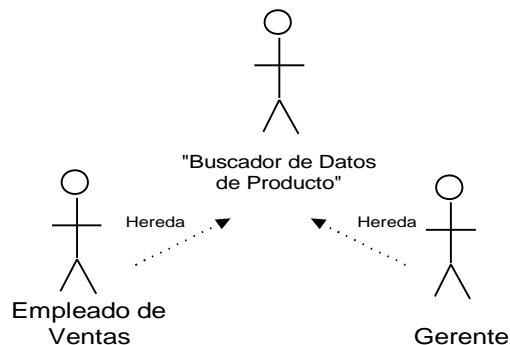 "Buscador de Datos
de Producto"
Hereda
Hereda
Empleado de
Ventas
Gerente